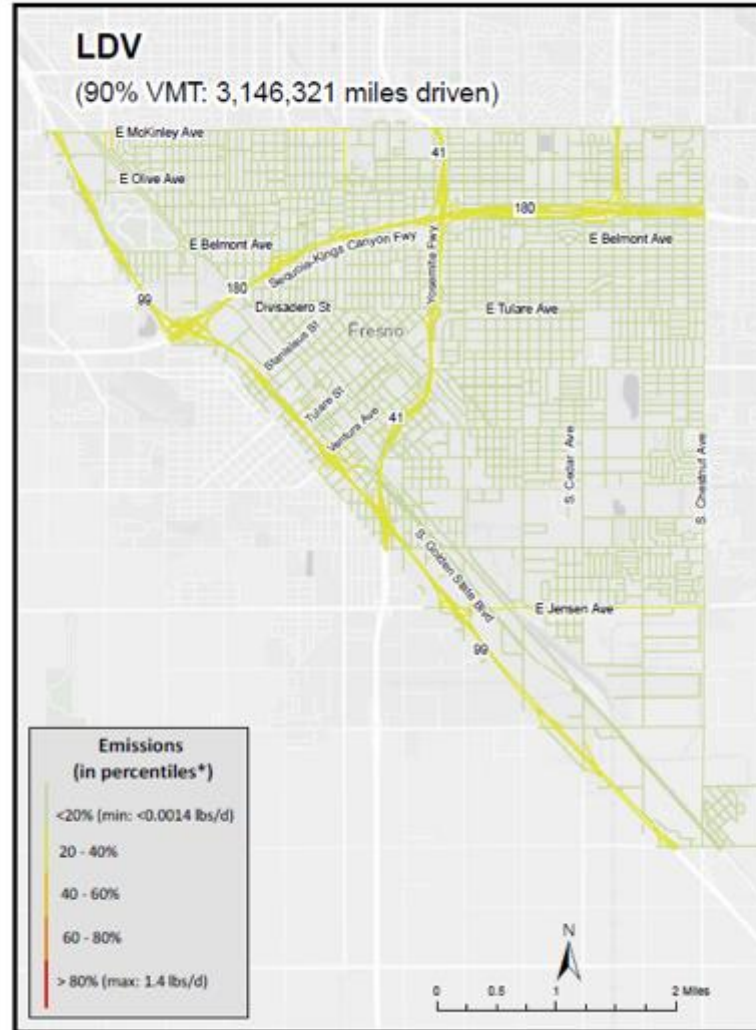 LDV
(90% VMT: 3,146,321 miles driven)
E McKinley Ave
41
E Olive Ave
180
E Belmont Ave
E Belmont Ave
Sequoia-Kings Canyon Fwy
Yosemite Fwy
180
99
Divisadero St
E Tulare Ave
Stanislaus St
Fresno
Tulare St
Ventura Ave
41
S. Cedar Ave
S. Chestnut Ave
S. Golden State Blvd
E Jensen Ave
99
Emissions
(in percentiles*)
<20% (min: <0.0014 lbs/d)
20 - 40%
40 - 60%
60 - 80%
> 80% (max: 1.4 lbs/d)
N
0 0.5 1 2 Miles